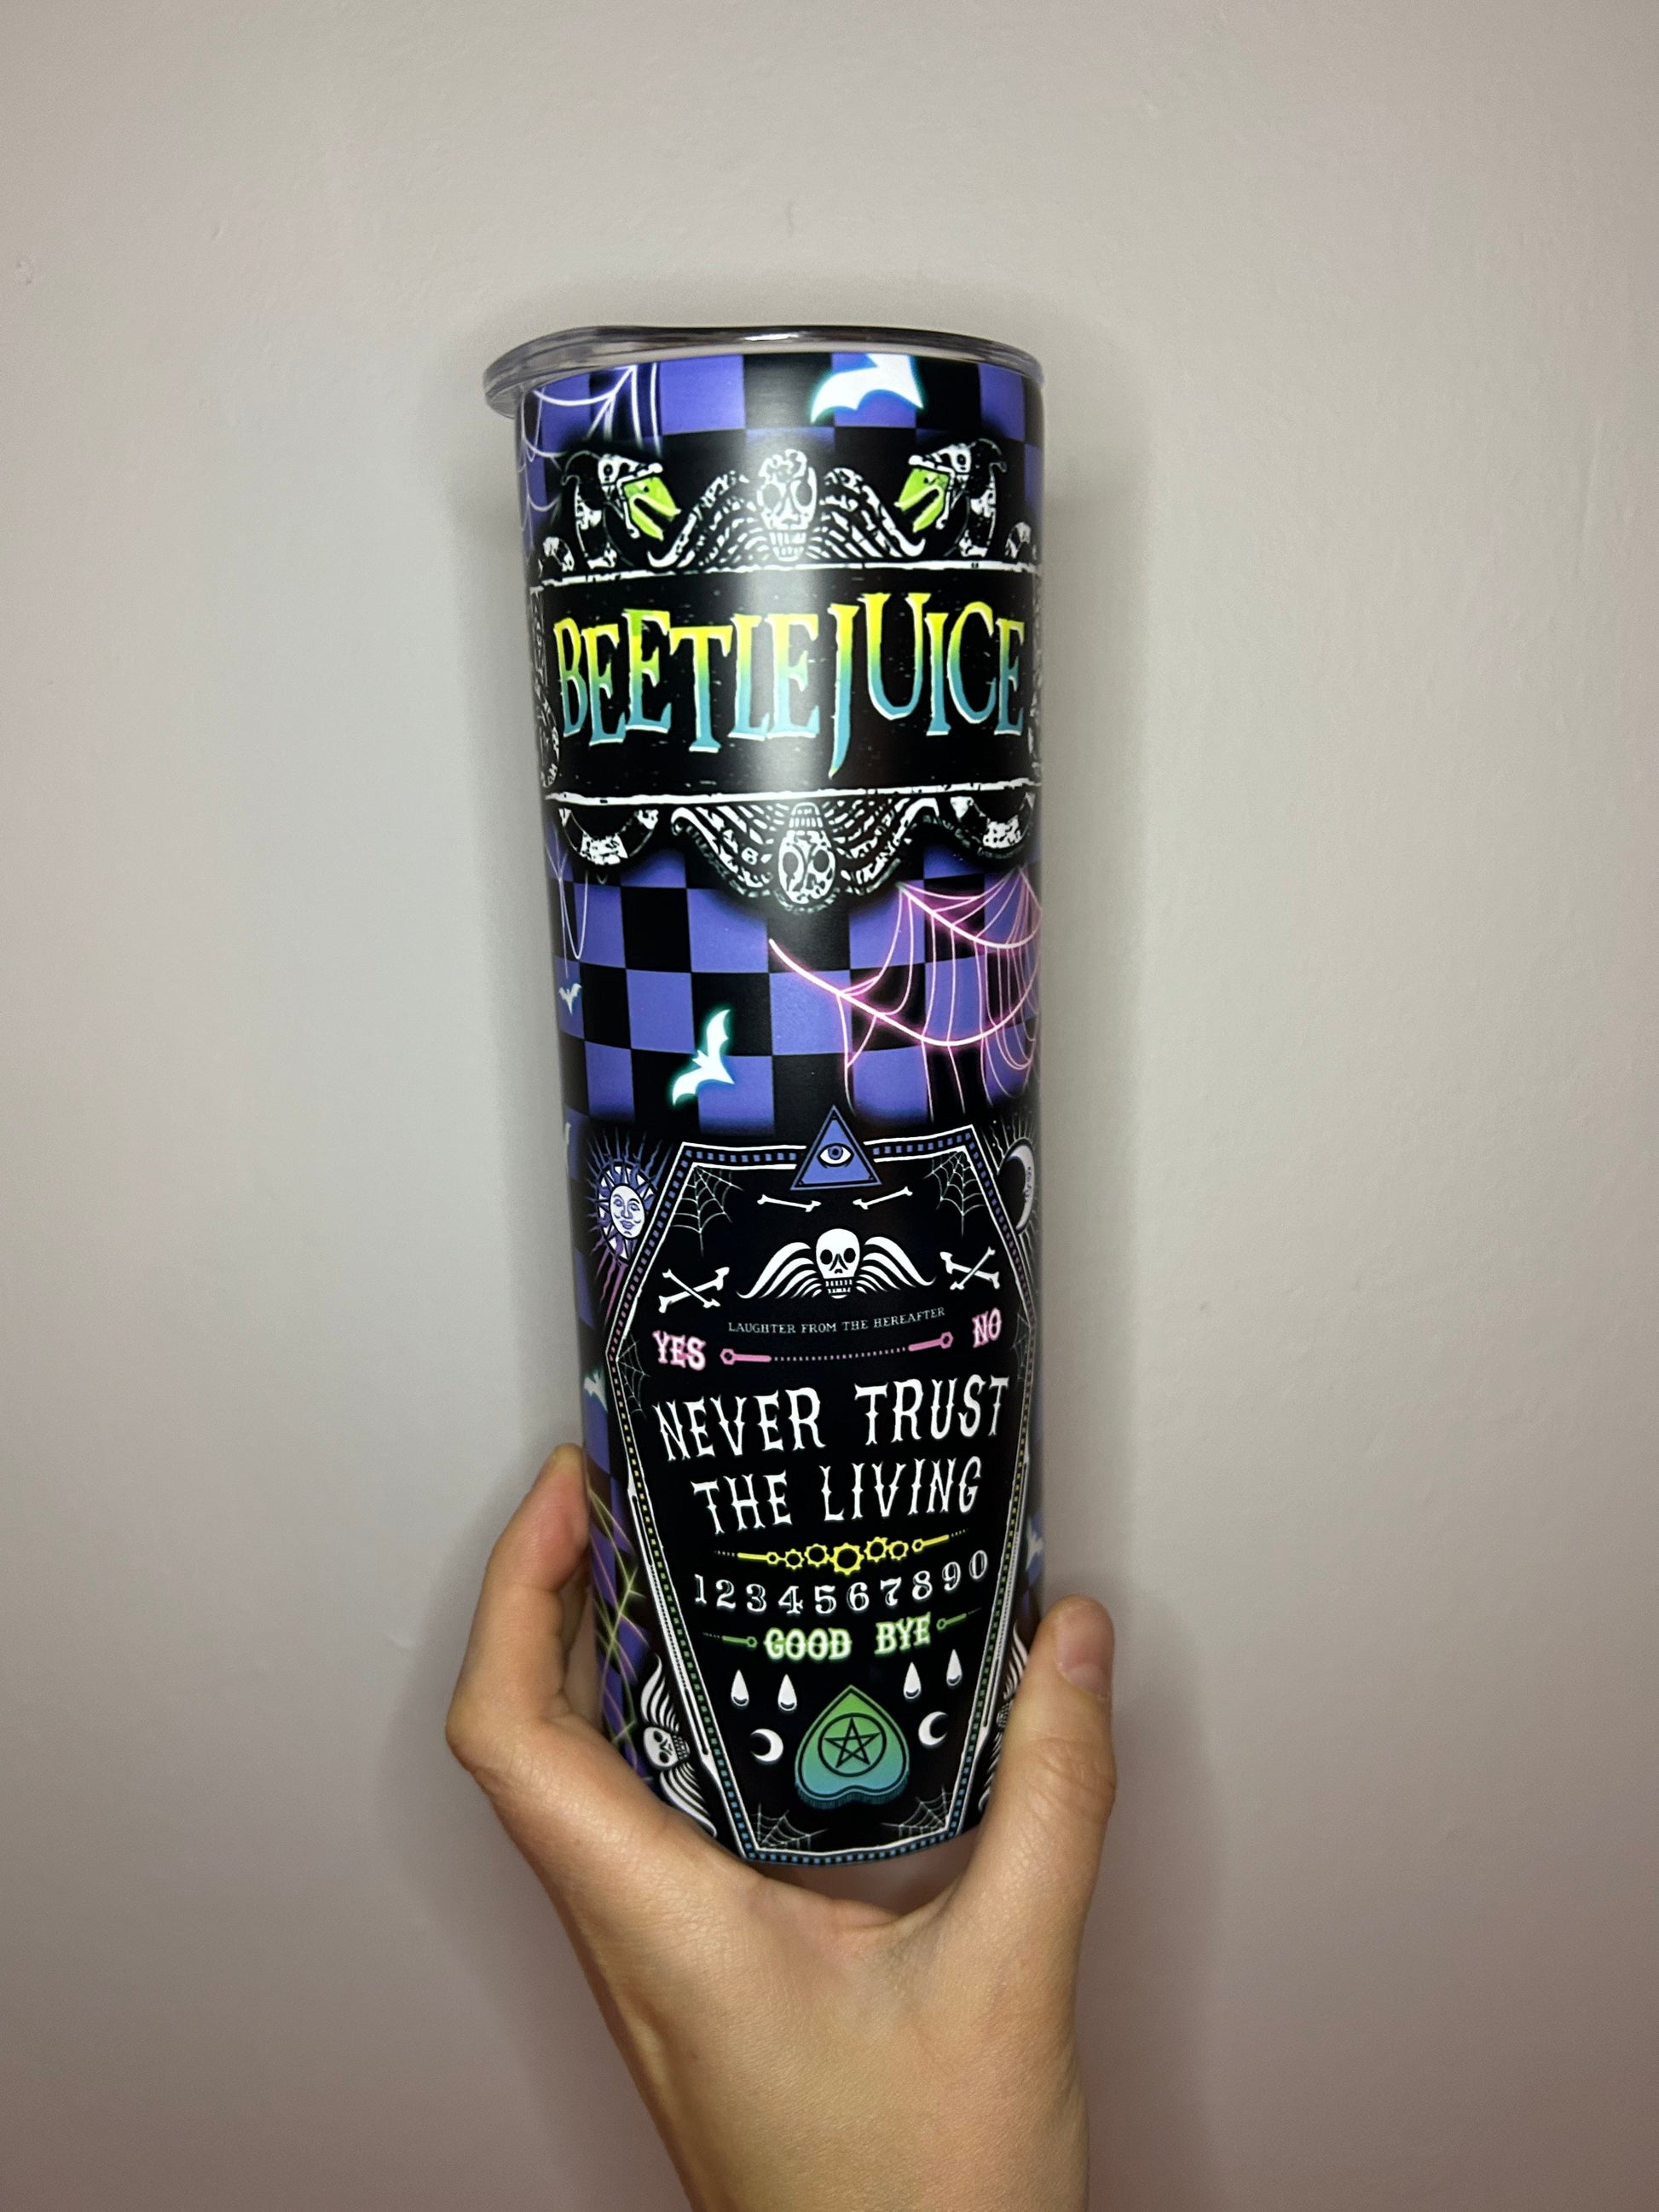 BEETLEJUICE
LAUGHTER FROM THE HEREAFTER
YES NO
NEVER TRUST
THE LIVING
1234567890
GOOD BYE